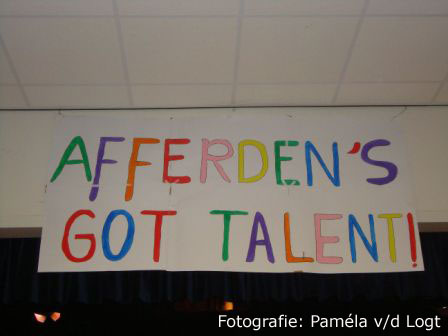 AFFERDEN'S
GOT TALENT!
Fotografie: Paméla v/d Logt